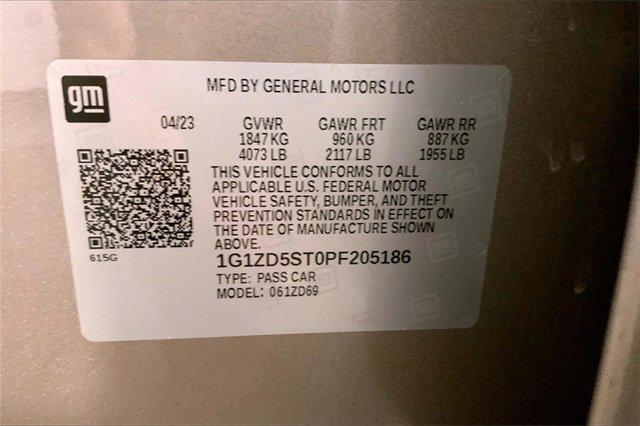 gm
MFD BY GENERAL MOTORS LLC
04/23 GVWR GAWR FRT GAWR RR
1847 KG 960 KG 887 KG
4073 LB 2117 LB 1955 LB
THIS VEHICLE CONFORMS TO ALL
APPLICABLE U.S. FEDERAL MOTOR
VEHICLE SAFETY, BUMPER, AND THEFT
PREVENTION STANDARDS IN EFFECT ON
THE DATE OF MANUFACTURE SHOWN
ABOVE.
615G
1G1ZD5ST0PF205186
TYPE: PASS CAR
MODEL: 061ZD69